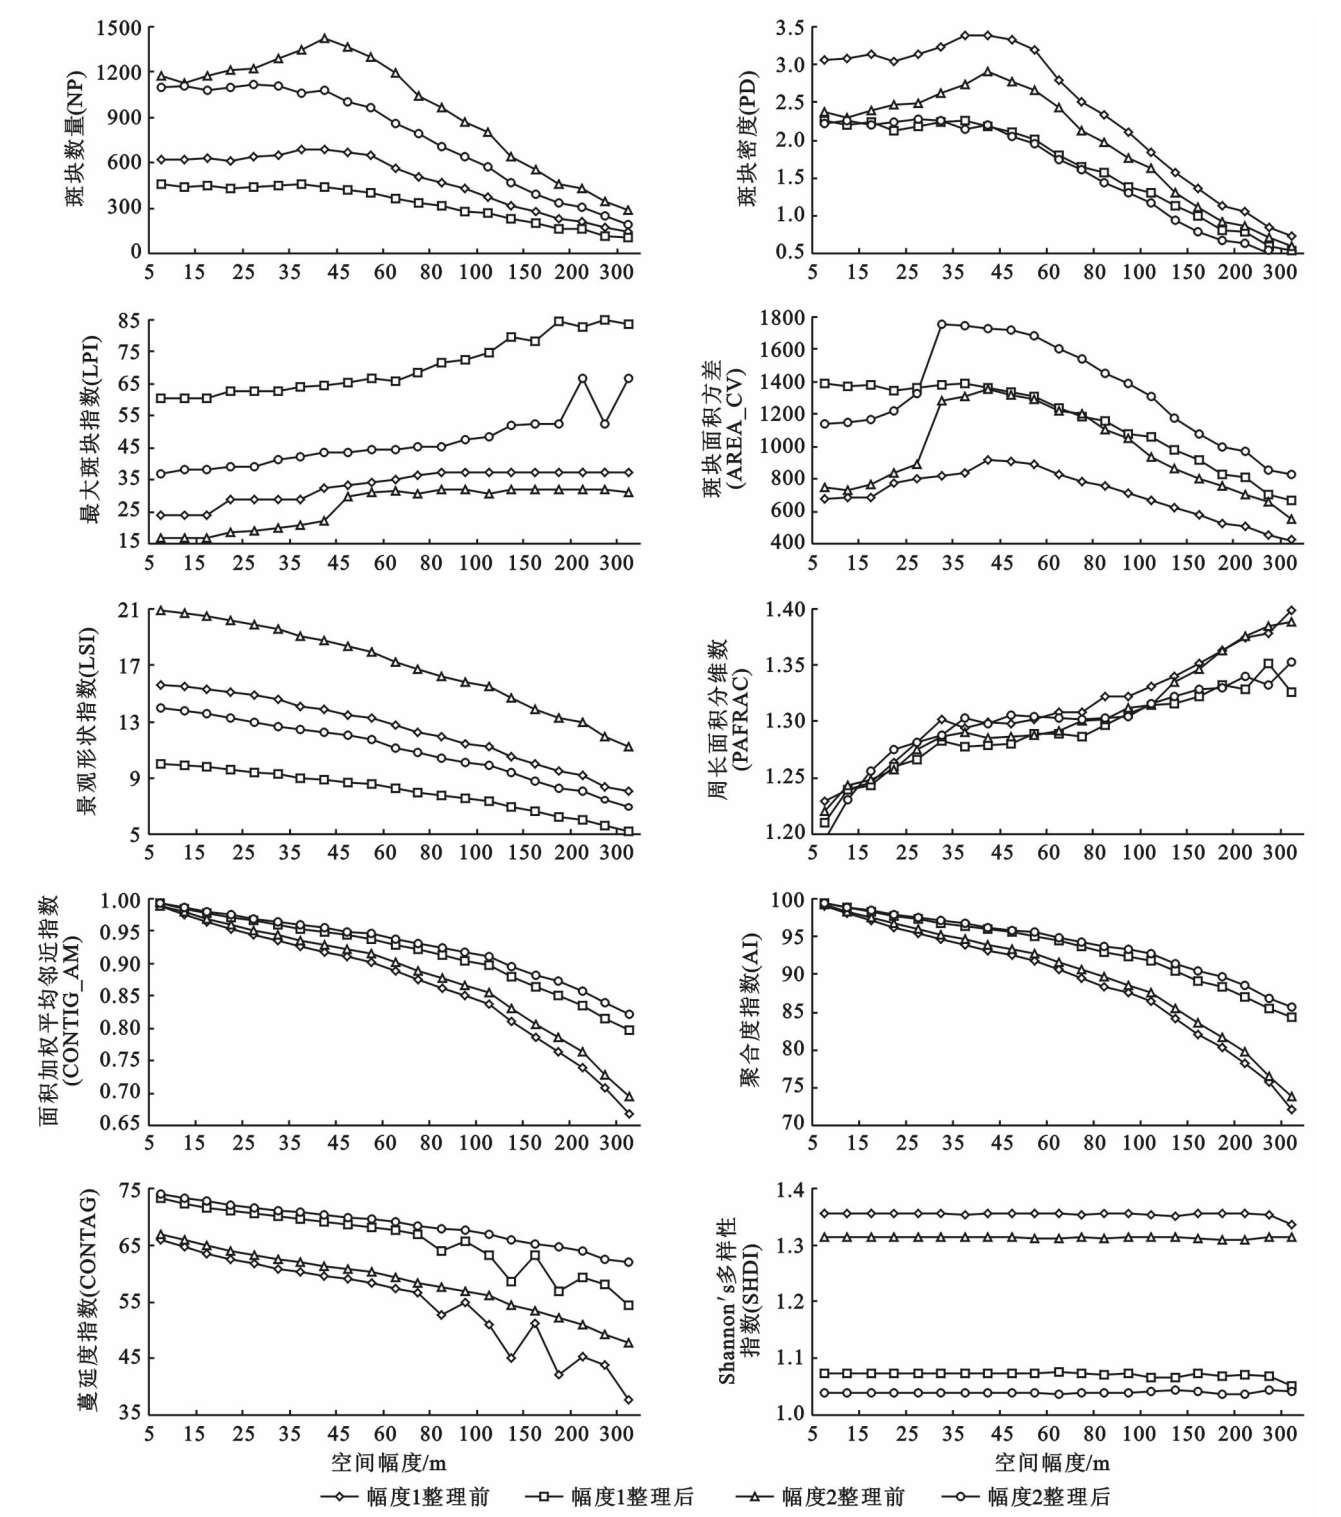 斑块数量(NP)
1500
1200
900
600
300
0
5 15 25 35 45 60 80 100 150 200 300
斑块密度(PD)
3.5
3.0
2.5
2.0
1.5
1.0
0.5
5 15 25 35 45 60 80 100 150 200 300
最大斑块指数(LPI)
85
75
65
55
45
35
25
15
5 15 25 35 45 60 80 100 150 200 300
斑块面积方差
(AREA_CV)
1800
1600
1400
1200
1000
800
600
400
5 15 25 35 45 60 80 100 150 200 300
景观形状指数(LSI)
21
17
13
9
5
5 15 25 35 45 60 80 100 150 200 300
周长面积分维数
(PAFRAC)
1.40
1.35
1.30
1.25
1.20
5 15 25 35 45 60 80 100 150 200 300
面积加权平均邻近指数
(CONTIG_AM)
1.00
0.95
0.90
0.85
0.80
0.75
0.70
0.65
5 15 25 35 45 60 80 100 150 200 300
聚合度指数(AI)
100
95
90
85
80
75
70
5 15 25 35 45 60 80 100 150 200 300
蔓延度指数(CONTAG)
75
65
55
45
35
5 15 25 35 45 60 80 100 150 200 300
空间幅度/m
Shannon′s多样性
指数(SHDI)
1.4
1.3
1.2
1.1
1.0
5 15 25 35 45 60 80 100 150 200 300
空间幅度/m
幅度1整理前 幅度1整理后 幅度2整理前 幅度2整理后